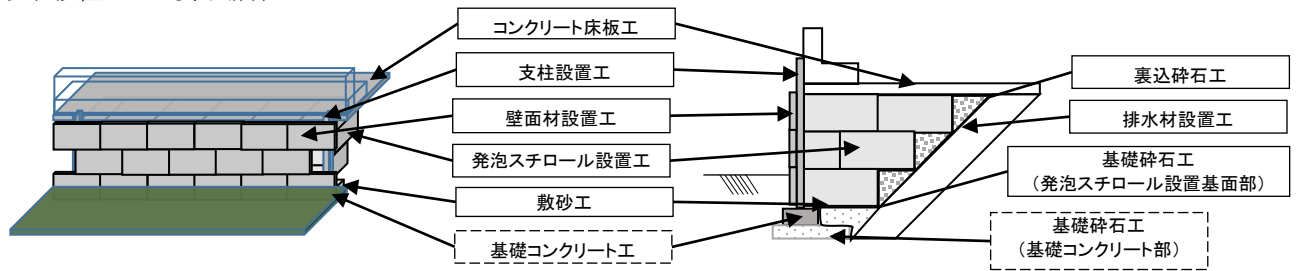 コンクリート床板工
支柱設置工
壁面材設置工
発泡スチロール設置工
敷砂工
基礎コンクリート工
裏込砕石工
排水材設置工
基礎砕石工
（発泡スチロール設置基面部）
基礎砕石工
（基礎コンクリート部）